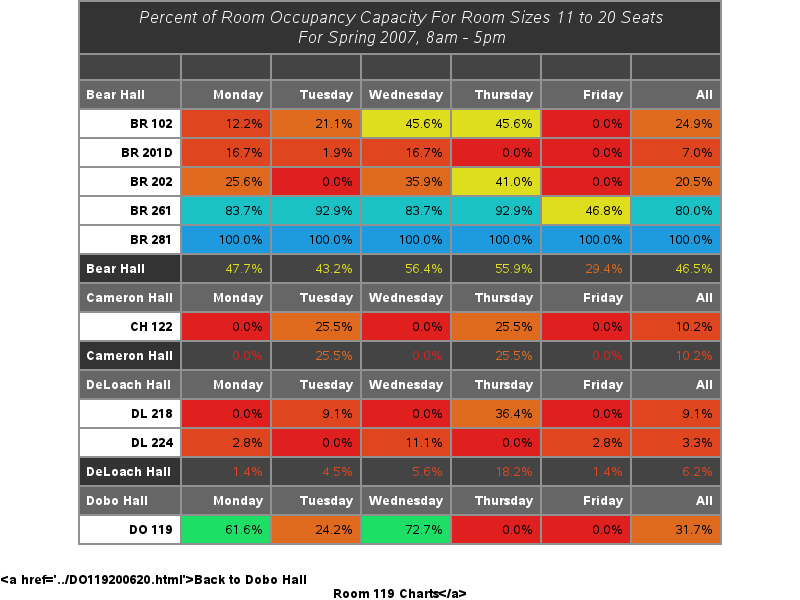 Percent of Room Occupancy Capacity For Room Sizes 11 to 20 Seats
For Spring 2007, 8am - 5pm
Bear Hall Monday Tuesday Wednesday Thursday Friday All
BR 102 12.2% 21.1% 45.6% 45.6% 0.0% 24.9%
BR 201D 16.7% 1.9% 16.7% 0.0% 0.0% 7.0%
BR 202 25.6% 0.0% 35.9% 41.0% 0.0% 20.5%
BR 261 83.7% 92.9% 83.7% 92.9% 46.8% 80.0%
BR 281 100.0% 100.0% 100.0% 100.0% 100.0% 100.0%
Bear Hall 47.7% 43.2% 56.4% 55.9% 29.4% 46.5%
Cameron Hall Monday Tuesday Wednesday Thursday Friday All
CH 122 0.0% 25.5% 0.0% 25.5% 0.0% 10.2%
Cameron Hall 0.0% 25.5% 0.0% 25.5% 0.0% 10.2%
DeLoach Hall Monday Tuesday Wednesday Thursday Friday All
DL 218 0.0% 9.1% 0.0% 36.4% 0.0% 9.1%
DL 224 2.8% 0.0% 11.1% 0.0% 2.8% 3.3%
DeLoach Hall 1.4% 4.5% 5.6% 18.2% 1.4% 6.2%
Dobo Hall Monday Tuesday Wednesday Thursday Friday All
DO 119 61.6% 24.2% 72.7% 0.0% 0.0% 31.7%
&lt;a href='../DO119200620.html'&gt;Back to Dobo Hall
Room 119 Charts&lt;/a&gt;